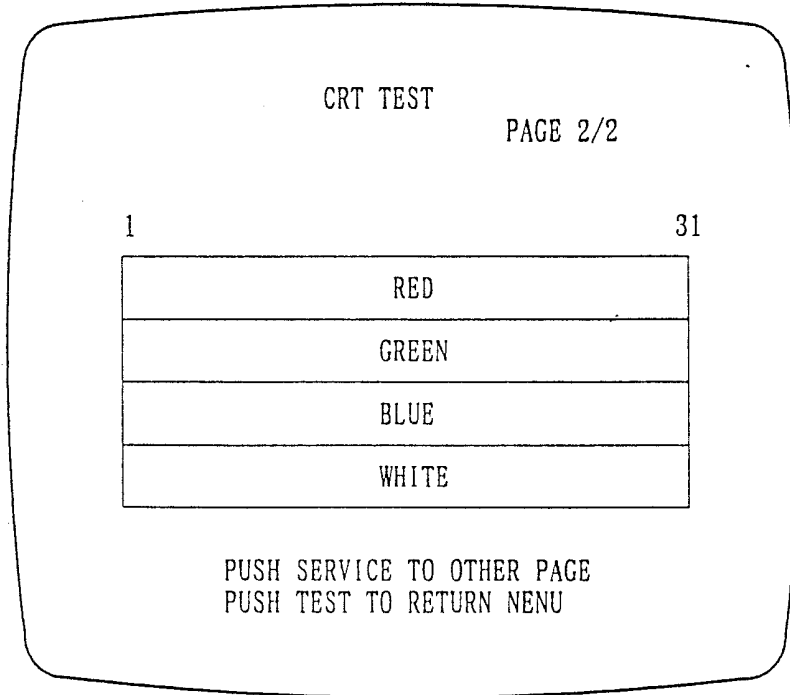 CRT TEST
PAGE 2/2
1 31
RED
GREEN
BLUE
WHITE
PUSH SERVICE TO OTHER PAGE
PUSH TEST TO RETURN NENU